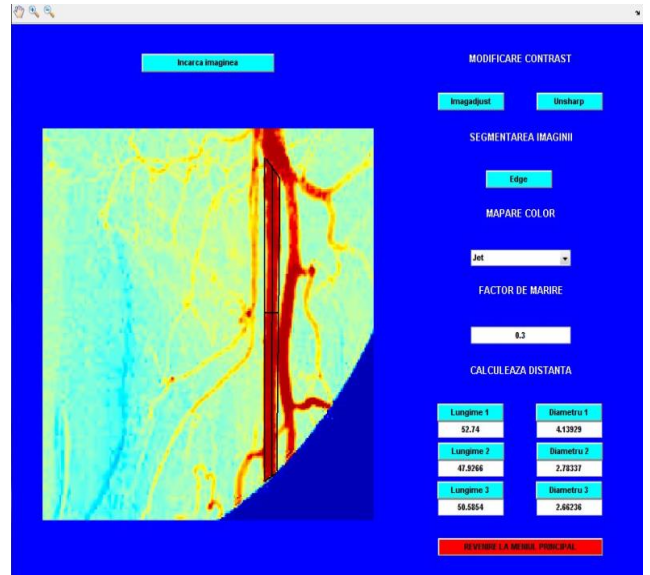 Incarca imaginea
MODIFICARE CONTRAST
Imagadjust
Unsharp
SEGMENTAREA IMAGINII
Edge
MAPARE COLOR
Jet
FACTOR DE MARIRE
0.3
CALCULEAZA DISTANTA
Lungime 1
Diametru 1
52.74
4.13929
Lungime 2
Diametru 2
47.9266
2.78337
Lungime 3
Diametru 3
50.5854
2.66236
REVENIRE LA MENIUL PRINCIPAL